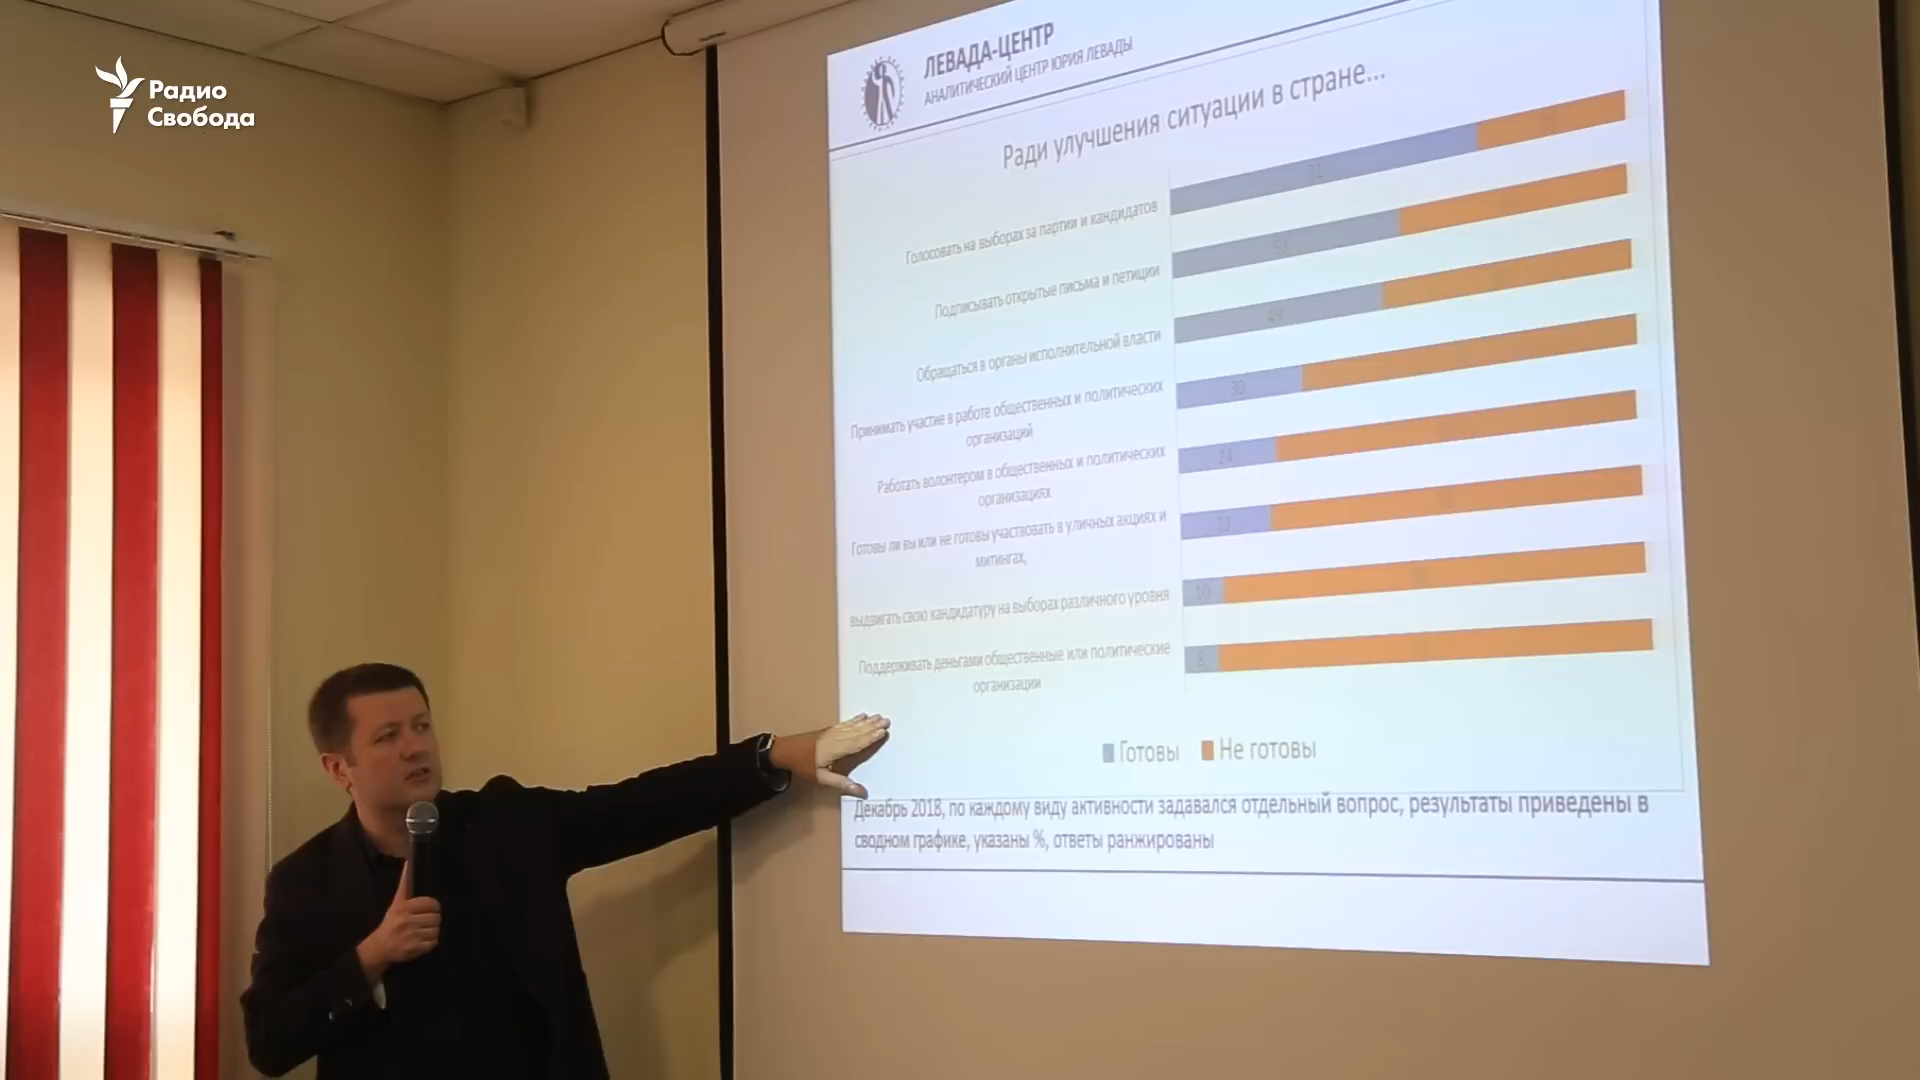 Радио
Свобода
ЛЕВАДА-ЦЕНТР
АНАЛИТИЧЕСКИЙ ЦЕНТР ЮРИЯ ЛЕВАДЫ
Ради улучшения ситуации в стране...
Голосовать на выборах за партии и кандидатов
71
Подписывать открытые письма и петиции
53
Обращаться в органы исполнительной власти
49
Принимать участие в работе общественных и политических
организаций
30
Работать волонтером в общественных и политических
организациях
24
Готовы ли вы или не готовы участвовать в уличных акциях и
митингах,
выдвигать свою кандидатуру на выборах различного уровня
10
Поддерживать деньгами общественные или политические
организации
8
Готовы
Не готовы
Декабрь 2018, по каждому виду активности задавался отдельный вопрос, результаты приведены в
сводном графике, указаны %, ответы ранжированы